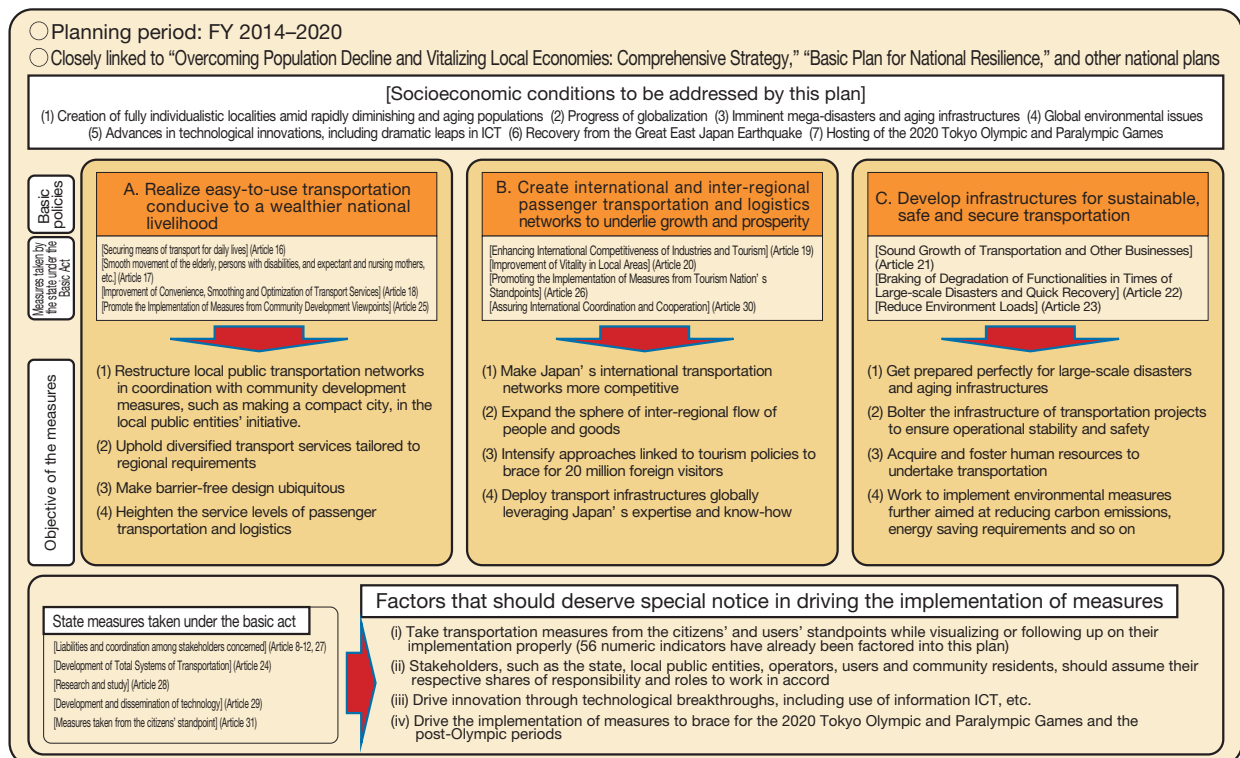 ○Planning period: FY 2014–2020
○Closely linked to “Overcoming Population Decline and Vitalizing Local Economies: Comprehensive Strategy,” “Basic Plan for National Resilience,” and other national plans
[Socioeconomic conditions to be addressed by this plan]
(1) Creation of fully individualistic localities amid rapidly diminishing and aging populations (2) Progress of globalization (3) Imminent mega-disasters and aging infrastructures (4) Global environmental issues
(5) Advances in technological innovations, including dramatic leaps in ICT (6) Recovery from the Great East Japan Earthquake (7) Hosting of the 2020 Tokyo Olympic and Paralympic Games
Basic
policies
A. Realize easy-to-use transportation
conducive to a wealthier national
livelihood
B. Create international and inter-regional
passenger transportation and logistics
networks to underlie growth and prosperity
C. Develop infrastructures for sustainable,
safe and secure transportation
Measures taken by
the state under the
Basic Act
[Securing means of transport for daily lives] (Article 16)
[Smooth movement of the elderly, persons with disabilities, and expectant and nursing mothers,
etc.] (Article 17)
[Improvement of Convenience, Smoothing and Optimization of Transport Services] (Article 18)
[Promote the Implementation of Measures from Community Development Viewpoints] (Article 25)
[Enhancing International Competitiveness of Industries and Tourism] (Article 19)
[Improvement of Vitality in Local Areas] (Article 20)
[Promoting the Implementation of Measures from Tourism Nation’ s
Standpoints] (Article 26)
[Assuring International Coordination and Cooperation] (Article 30)
[Sound Growth of Transportation and Other Businesses]
(Article 21)
[Braking of Degradation of Functionalities in Times of
Large-scale Disasters and Quick Recovery] (Article 22)
[Reduce Environment Loads] (Article 23)
Objective of the measures
(1) Restructure local public transportation networks
in coordination with community development
measures, such as making a compact city, in the
local public entities’ initiative.
(2) Uphold diversified transport services tailored to
regional requirements
(3) Make barrier-free design ubiquitous
(4) Heighten the service levels of passenger
transportation and logistics
(1) Make Japan’ s international transportation
networks more competitive
(2) Expand the sphere of inter-regional flow of
people and goods
(3) Intensify approaches linked to tourism policies to
brace for 20 million foreign visitors
(4) Deploy transport infrastructures globally
leveraging Japan’ s expertise and know-how
(1) Get prepared perfectly for large-scale disasters
and aging infrastructures
(2) Bolter the infrastructure of transportation projects
to ensure operational stability and safety
(3) Acquire and foster human resources to
undertake transportation
(4) Work to implement environmental measures
further aimed at reducing carbon emissions,
energy saving requirements and so on
State measures taken under the basic act
[Liabilities and coordination among stakeholders concerned] (Article 8-12, 27)
[Development of Total Systems of Transportation] (Article 24)
[Research and study] (Article 28)
[Development and dissemination of technology] (Article 29)
[Measures taken from the citizens’ standpoint] (Article 31)
Factors that should deserve special notice in driving the implementation of measures
(i) Take transportation measures from the citizens’ and users’ standpoints while visualizing or following up on their
implementation properly (56 numeric indicators have already been factored into this plan)
(ii) Stakeholders, such as the state, local public entities, operators, users and community residents, should assume their
respective shares of responsibility and roles to work in accord
(iii) Drive innovation through technological breakthroughs, including use of information ICT, etc.
(iv) Drive the implementation of measures to brace for the 2020 Tokyo Olympic and Paralympic Games and the
post-Olympic periods